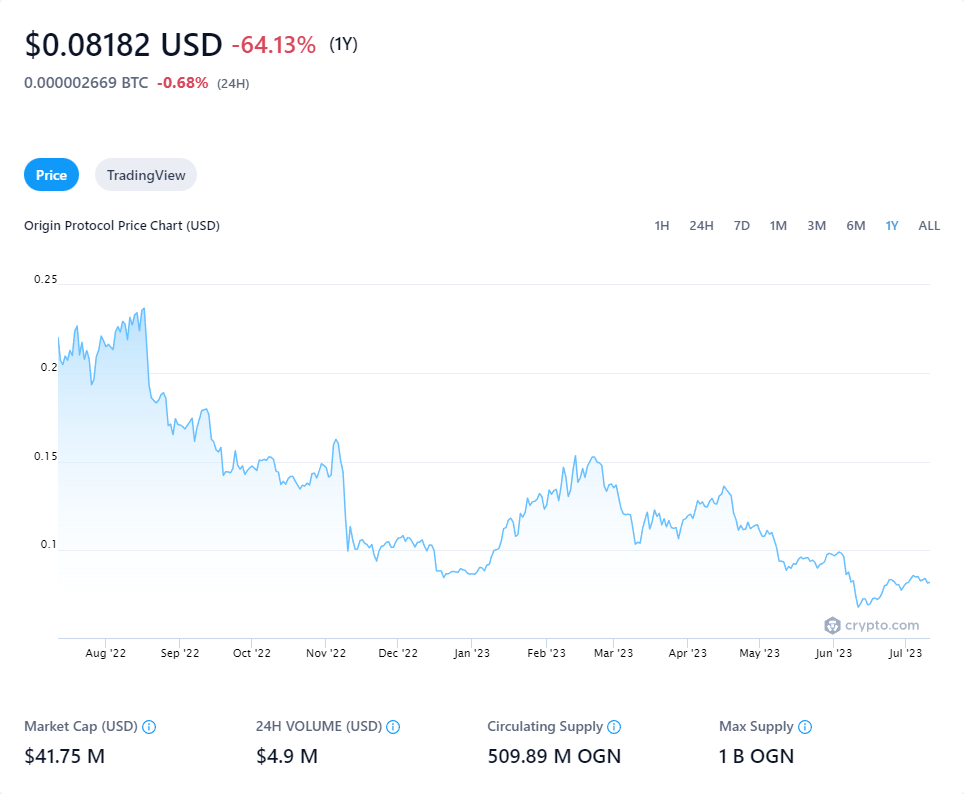 $0.08182 USD -64.13% (1Y)
0.000002669 BTC -0.68% (24H)
Price TradingView
Origin Protocol Price Chart (USD) 1H 24H 7D 1M 3M 6M 1Y ALL
0.25
0.2
0.15
0.1
crypto.com
Aug '22 Sep '22 Oct '22 Nov '22 Dec '22 Jan '23 Feb '23 Mar '23 Apr '23 May '23 Jun '23 Jul '23
Market Cap (USD) 24H VOLUME (USD) Circulating Supply Max Supply
$41.75 M $4.9 M 509.89 M OGN 1 B OGN